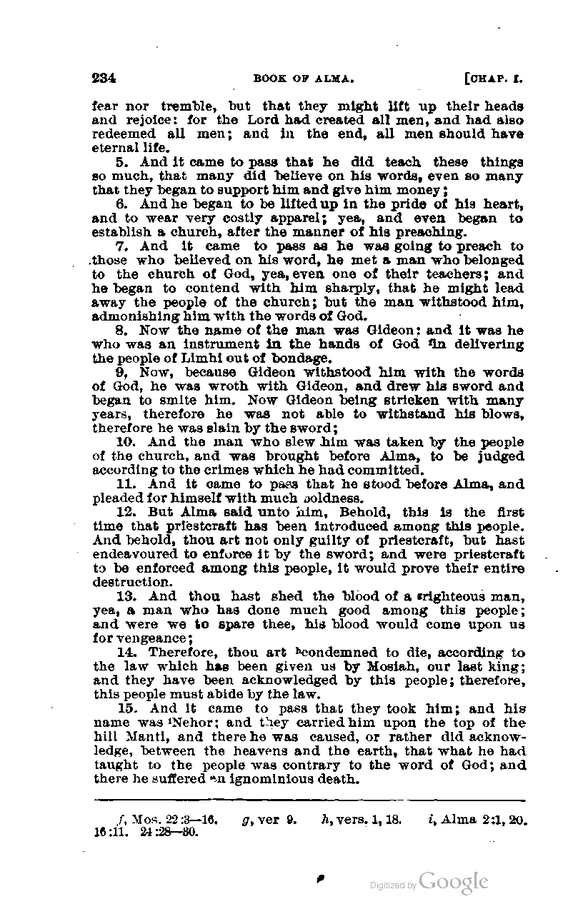 234 BOOK OF ALMA. [CHAP. I.
fear nor tremble, but that they might lift up their heads
and rejoice: for the Lord had created all men, and had also
redeemed all men; and in the end, all men should have
eternal life.
5. And it came to pass that he did teach these things
so much, that many did believe on his words, even so many
that they began to support him and give him money;
6. And he began to be lifted up in the pride of his heart,
and to wear very costly apparel; yea, and even began to
establish a church, after the manner of his preaching.
7. And it came to pass as he was going to preach to
those who believed on his word, he met a man who belonged
to the church of God, yea, even one of their teachers; and
he began to contend with him sharply, that he might lead
away the people of the church; but the man withstood him,
admonishing him with the words of God.
8. Now the name of the man was Gideon: and it was he
who was an instrument in the hands of God fin delivering
the people of Limhi out of bondage.
9. Now, because Gideon withstood him with the words
of God, he was wroth with Gideon, and drew his sword and
began to smite him. Now Gideon being stricken with many
years, therefore he was not able to withstand his blows,
therefore he was slain by the sword;
10. And the man who slew him was taken by the people
of the church, and was brought before Alma, to be judged
according to the crimes which he had committed.
11. And it came to pass that he stood before Alma, and
pleaded for himself with much boldness.
12. But Alma said unto him, Behold, this is the first
time that priestcraft has been introduced among this people.
And behold, thou art not only guilty of priestcraft, but hast
endeavoured to enforce it by the sword; and were priestcraft
to be enforced among this people, it would prove their entire
destruction.
13. And thou hast shed the blood of a grighteous man,
yea, a man who has done much good among this people;
and were we to spare thee, his blood would come upon us
for vengeance;
14. Therefore, thou art hcondemned to die, according to
the law which has been given us by Mosiah, our last king;
and they have been acknowledged by this people; therefore,
this people must abide by the law.
15. And it came to pass that they took him; and his
name was iNehor; and they carried him upon the top of the
hill Manti, and there he was caused, or rather did acknow-
ledge, between the heavens and the earth, that what he had
taught to the people was contrary to the word of God; and
there he suffered an ignominious death.
f, Mos. 22:3—16. g, ver 9. h, vers. 1, 18. i, Alma 2:1, 20.
16:11. 24:28—30.
Digitized by Google